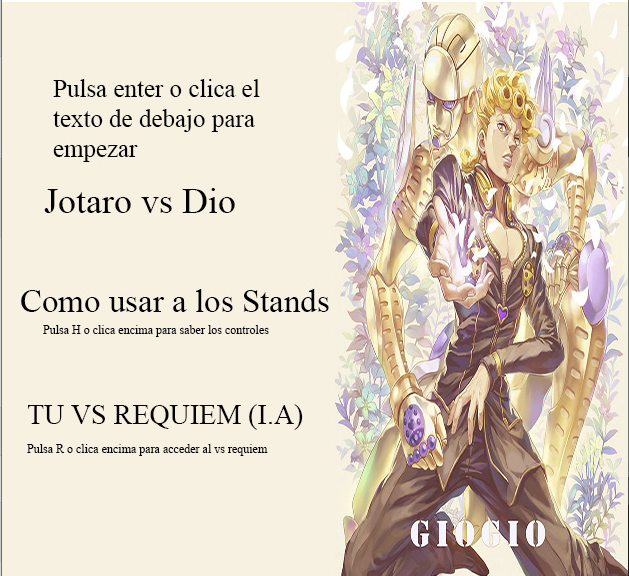 Pulsa enter o clica el
texto de debajo para
empezar
Jotaro vs Dio
Como usar a los Stands
Pulsa H o clica encima para saber los controles
TU VS REQUIEM (I.A)
Pulsa R o clica encima para acceder al vs requiem
GIOGIO